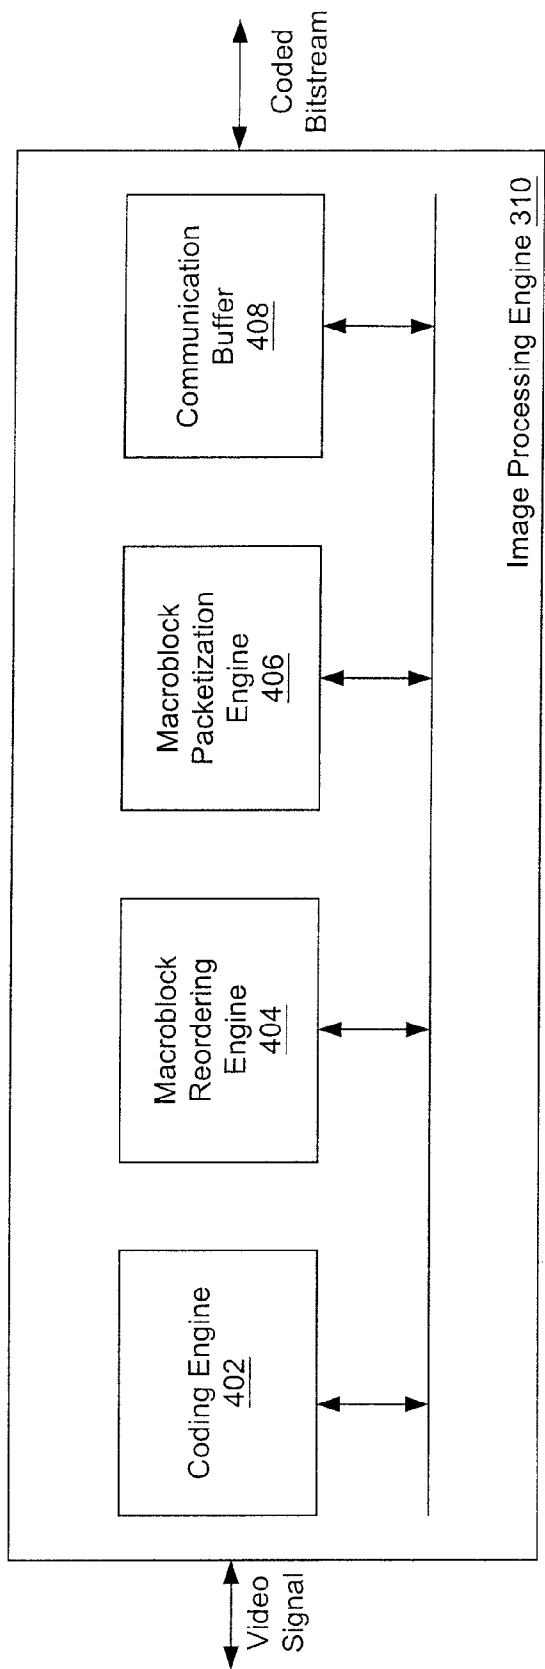 Video
Signal
Coding Engine
402
Macroblock
Reordering
Engine
404
Macroblock
Packetization
Engine
406
Communication
Buffer
408
Image Processing Engine 310
Coded
Bitstream